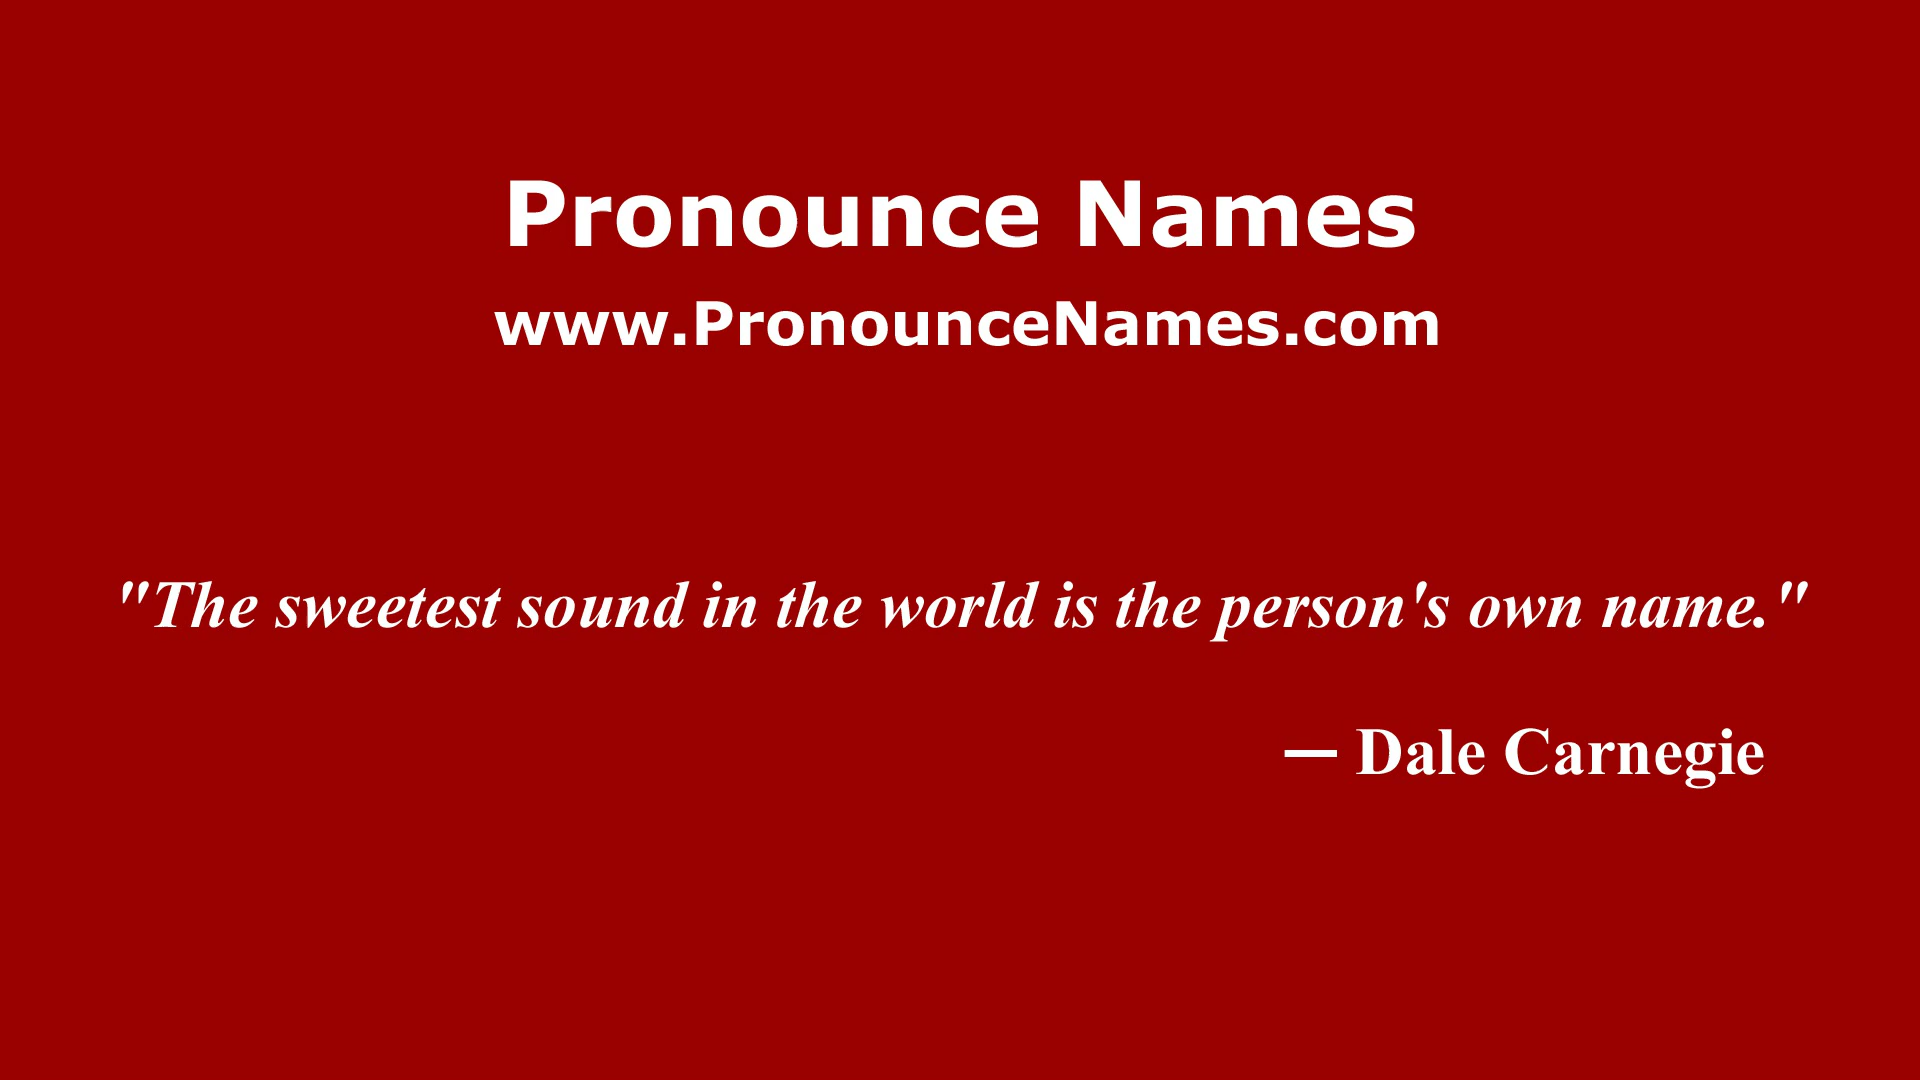 Pronounce Names
www.PronounceNames.com
"The sweetest sound in the world is the person's own name."
— Dale Carnegie